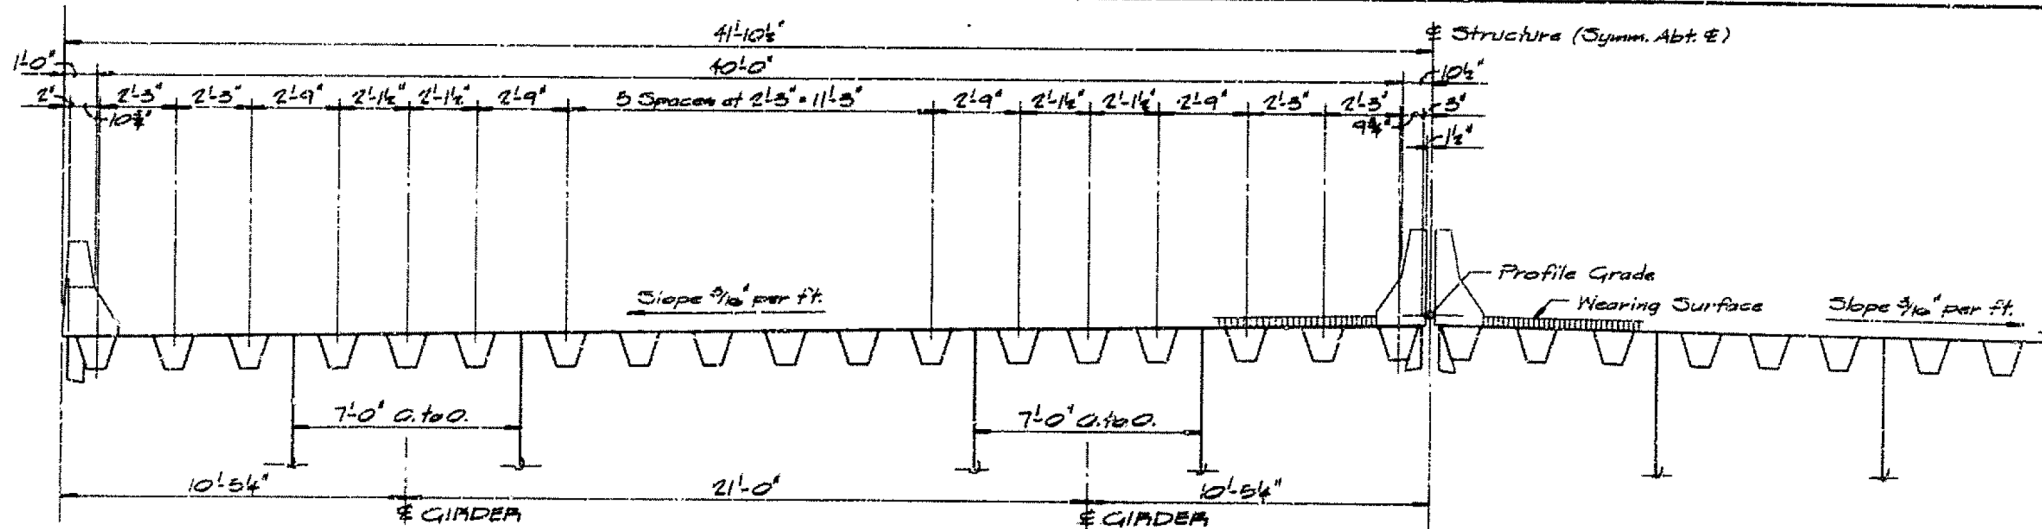 41'-10½"
℄ Structure (Symm. Abt. ℄)
1'-0" 40'-0" 10½"
2" 2'-3" 2'-3" 2'-9" 2'-1½" 2'-1½" 2'-9" 5 Spaces at 2'-3" = 11'-3" 2'-9" 2'-1½" 2'-1½" 2'-9" 2'-3" 2'-3" 3"
10¾" 9¾" 1½"
Profile Grade
Slope 3/16" per ft. Wearing Surface Slope 3/16" per ft.
7'-0" O. to O. 7'-0" O. to O.
10'-5¼" 21'-0" 10'-5¼"
℄ GIRDER ℄ GIRDER